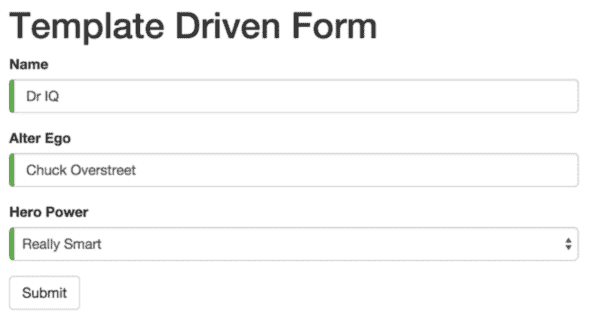 Template Driven Form
Name
Dr IQ
Alter Ego
Chuck Overstreet
Hero Power
Really Smart
Submit